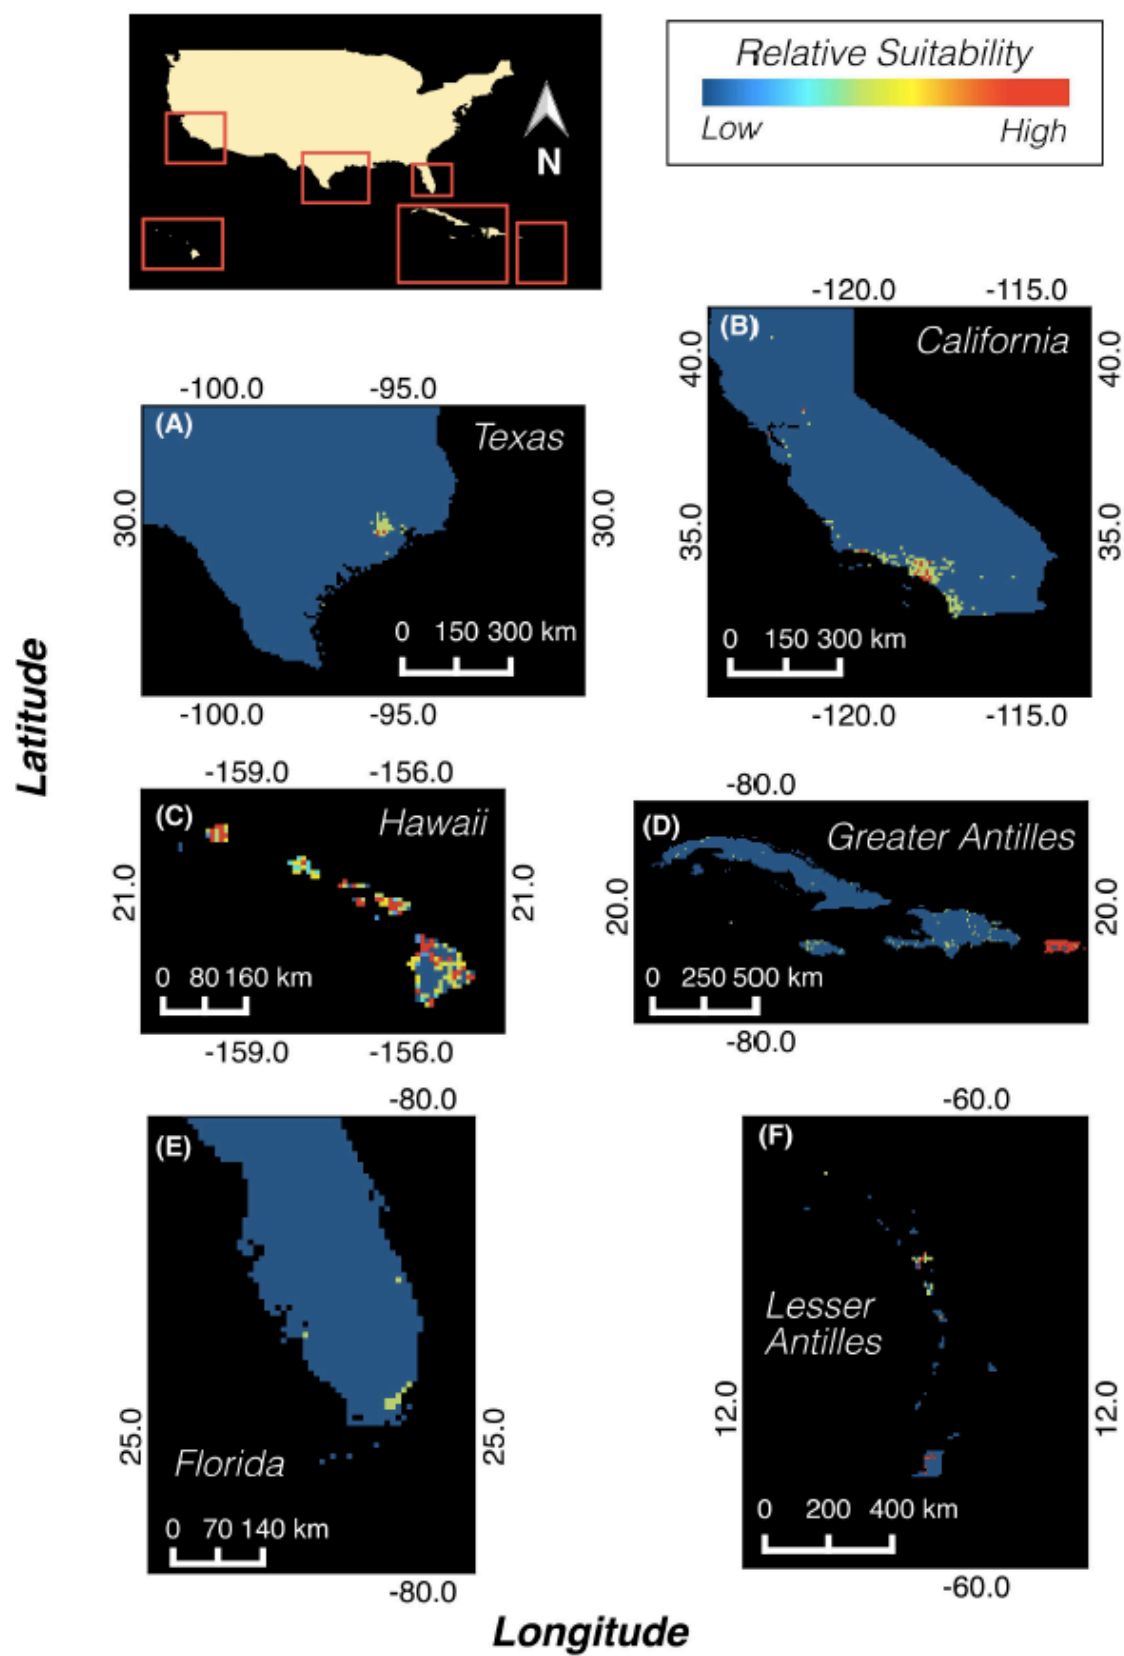 Relative Suitability
Low
High
N
-120.0
-115.0
(B)
California
40.0
40.0
35.0
35.0
0
150
300 km
-120.0
-115.0
-100.0
-95.0
(A)
Texas
30.0
30.0
0
150
300 km
-100.0
-95.0
Latitude
-159.0
-156.0
(C)
Hawaii
21.0
21.0
0
80
160 km
-159.0
-156.0
-80.0
(D)
Greater Antilles
20.0
20.0
0
250
500 km
-80.0
-80.0
(E)
25.0
25.0
Florida
0
70
140 km
-80.0
-60.0
(F)
Lesser
Antilles
12.0
12.0
0
200
400 km
-60.0
Longitude